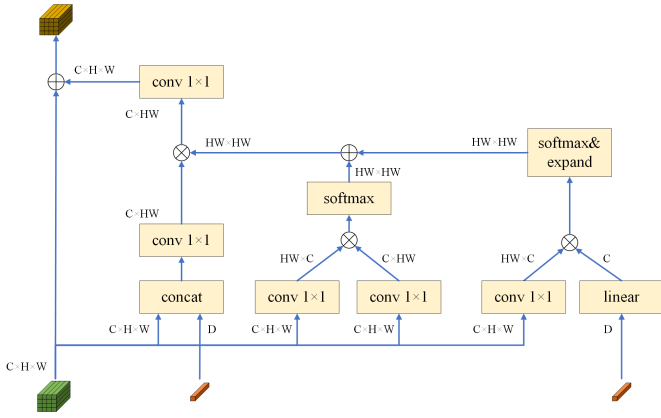 C×H×W
conv 1×1
C×HW
HW×HW
HW×HW
softmax&
expand
HW×HW
softmax
C×HW
conv 1×1
HW×C
C×HW
HW×C
C
concat
conv 1×1
conv 1×1
conv 1×1
linear
C×H×W
D
C×H×W
C×H×W
C×H×W
D
C×H×W